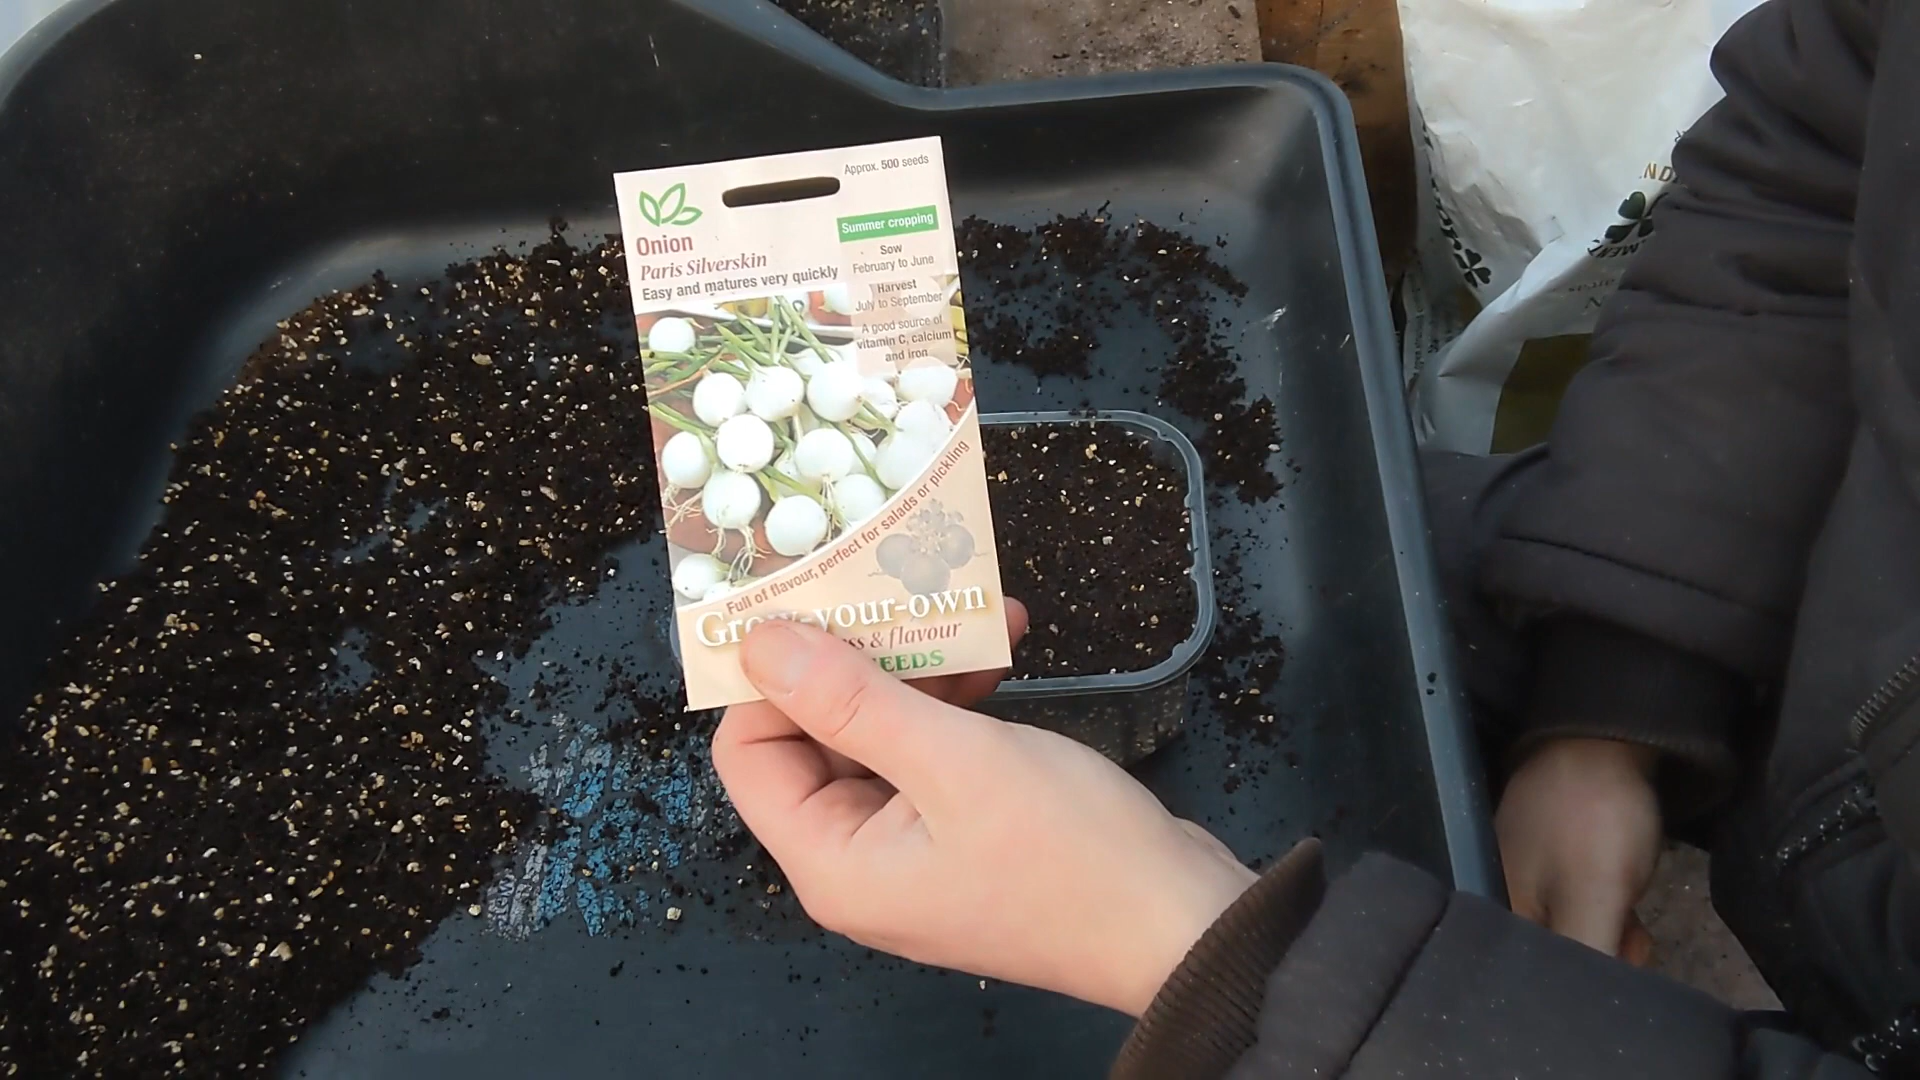 Approx. 500 seeds
Onion
Paris Silverskin
Easy and matures very quickly
Summer cropping
Sow
February to June
Harvest
July to September
A good source of
vitamin C, calcium
and iron
Full of flavour, perfect for salads or pickling
your-own
& flavour